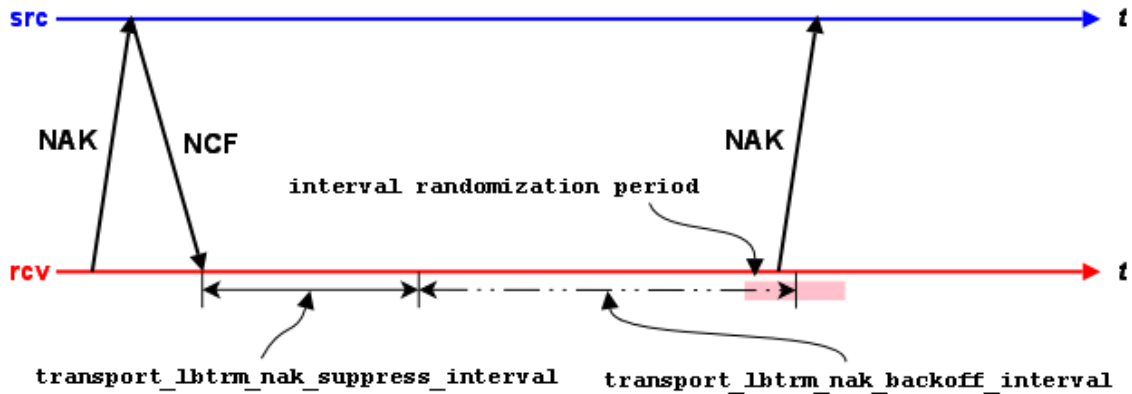 src
t
NAK
NCF
NAK
interval randomization period
rcv
t
transport_lbtrm_nak_suppress_interval
transport_lbtrm_nak_backoff_interval